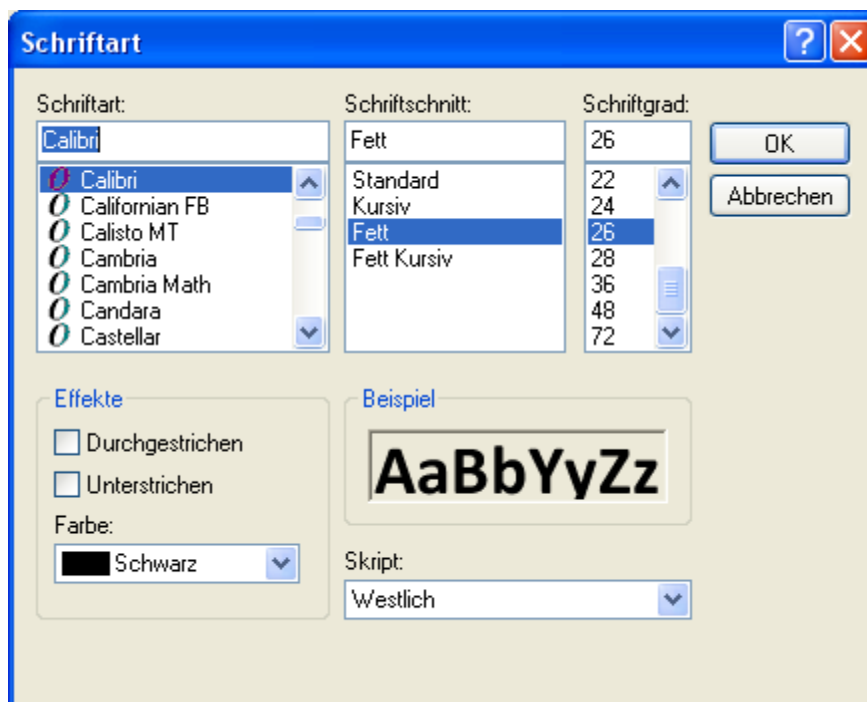 Schriftart
Schriftart: Schriftschnitt: Schriftgrad:
Calibri Fett 26
OK
Calibri Standard 22
Californian FB Kursiv 24
Abbrechen
Calisto MT Fett 26
Cambria Fett Kursiv 28
Cambria Math 36
Candara 48
Castellar 72
Effekte Beispiel
Durchgestrichen
AaBbYyZz
Unterstrichen
Farbe:
Schwarz
Skript:
Westlich